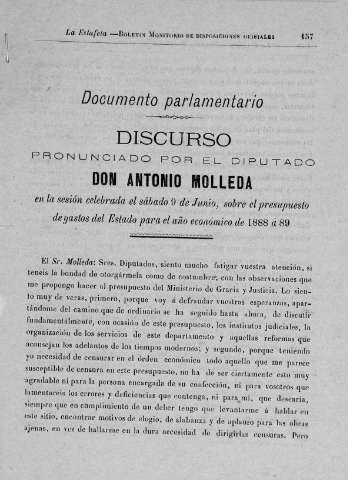 La Estafeta.—BOLETIN MONITORIO DE DISPOSICIONES OFICIALES 157
Documento parlamentario
DISCURSO
PRONUNCIADO POR EL DIPUTADO
DON ANTONIO MOLLEDA
en la sesión celebrada el sábado 9 de Junio, sobre el presupuesto
de gastos del Estado para el año económico de 1888 á 89
El Sr. Molleda: Sres. Diputados, siento mucho fatigar vuestra atención, si
teneis la bondad de otorgármela como de costumbre, con las observaciones que
me propongo hacer al presupuesto del Ministerio de Gracia y Justicia. Lo sien-
to muy de veras, primero, porque voy á defraudar vuestros esperanzas, apar-
tándome del camino que de ordinario se ha seguido hasta ahora, de discutir
fundamentalmente, con ocasión de este presupuesto, los institutos judiciales, la
organización de los servicios de este departamento y aquellas reformas que
aconsejan los adelantos de los tiempos modernos; y segundo, porque teniendo
yo necesidad de censurar en el órden económico todo aquello que me parece
susceptible de censura en este presupuesto, no ha de ser ciertamente esto muy
agradable ni para la persona encargada de su confección, ni para vosotros que
lamentareis los errores y deficiencias que contenga, ni para mí, que desearia,
siempre que en cumplimiento de un deber tengo que levantarme á hablar en
este sitio, encontrar motivos de elogio, de alabanza y de aplauso para las obras
ajenas, en vez de hallarme en la dura necesidad de dirigirlas censuras. Pero